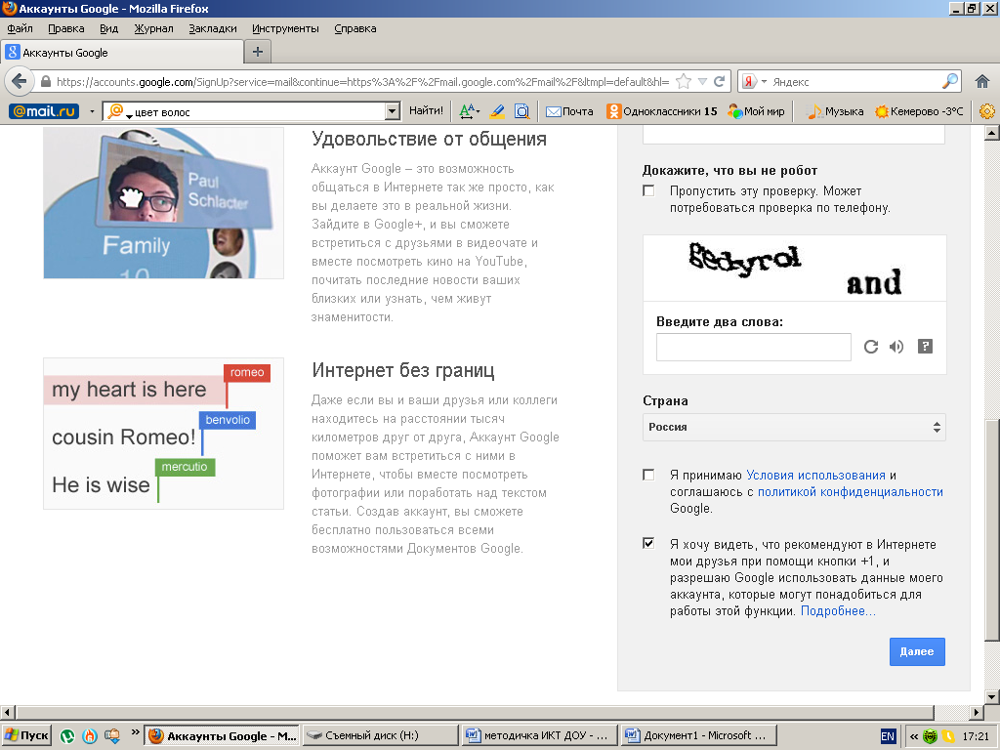 Аккаунты Google - Mozilla Firefox
Файл Правка Вид Журнал Закладки Инструменты Справка
Аккаунты Google
https://accounts.google.com/SignUp?service=mail&continue=https%3A%2F%2Fmail.google.com%2Fmail%2F&ltmpl=default&hl=
Яндекс
@mail.ru цвет волос Найти! Почта Одноклассники 15 Мой мир Музыка Кемерово -3°C
Paul
Schlacter
Family
10
Удовольствие от общения
Аккаунт Google – это возможность
общаться в Интернете так же просто, как
вы делаете это в реальной жизни.
Зайдите в Google+, и вы сможете
встретиться с друзьями в видеочате и
вместе посмотреть кино на YouTube,
почитать последние новости ваших
близких или узнать, чем живут
знаменитости.
romeo
my heart is here
benvolio
cousin Romeo!
mercutio
He is wise
Интернет без границ
Даже если вы и ваши друзья или коллеги
находитесь на расстоянии тысяч
километров друг от друга, Аккаунт Google
поможет вам встретиться с ними в
Интернете, чтобы вместе посмотреть
фотографии или поработать над текстом
статьи. Создав аккаунт, вы сможете
бесплатно пользоваться всеми
возможностями Документов Google.
Докажите, что вы не робот
Пропустить эту проверку. Может
потребоваться проверка по телефону.
gedyrol and
Введите два слова:
Страна
Россия
Я принимаю Условия использования и
соглашаюсь с политикой конфиденциальности
Google.
Я хочу видеть, что рекомендуют в Интернете
мои друзья при помощи кнопки +1, и
разрешаю Google использовать данные моего
аккаунта, которые могут понадобиться для
работы этой функции. Подробнее...
Далее
Пуск » Аккаунты Google - M... Съемный диск (H:) методичка ИКТ ДОУ - ... Документ1 - Microsoft ... EN « 17:21